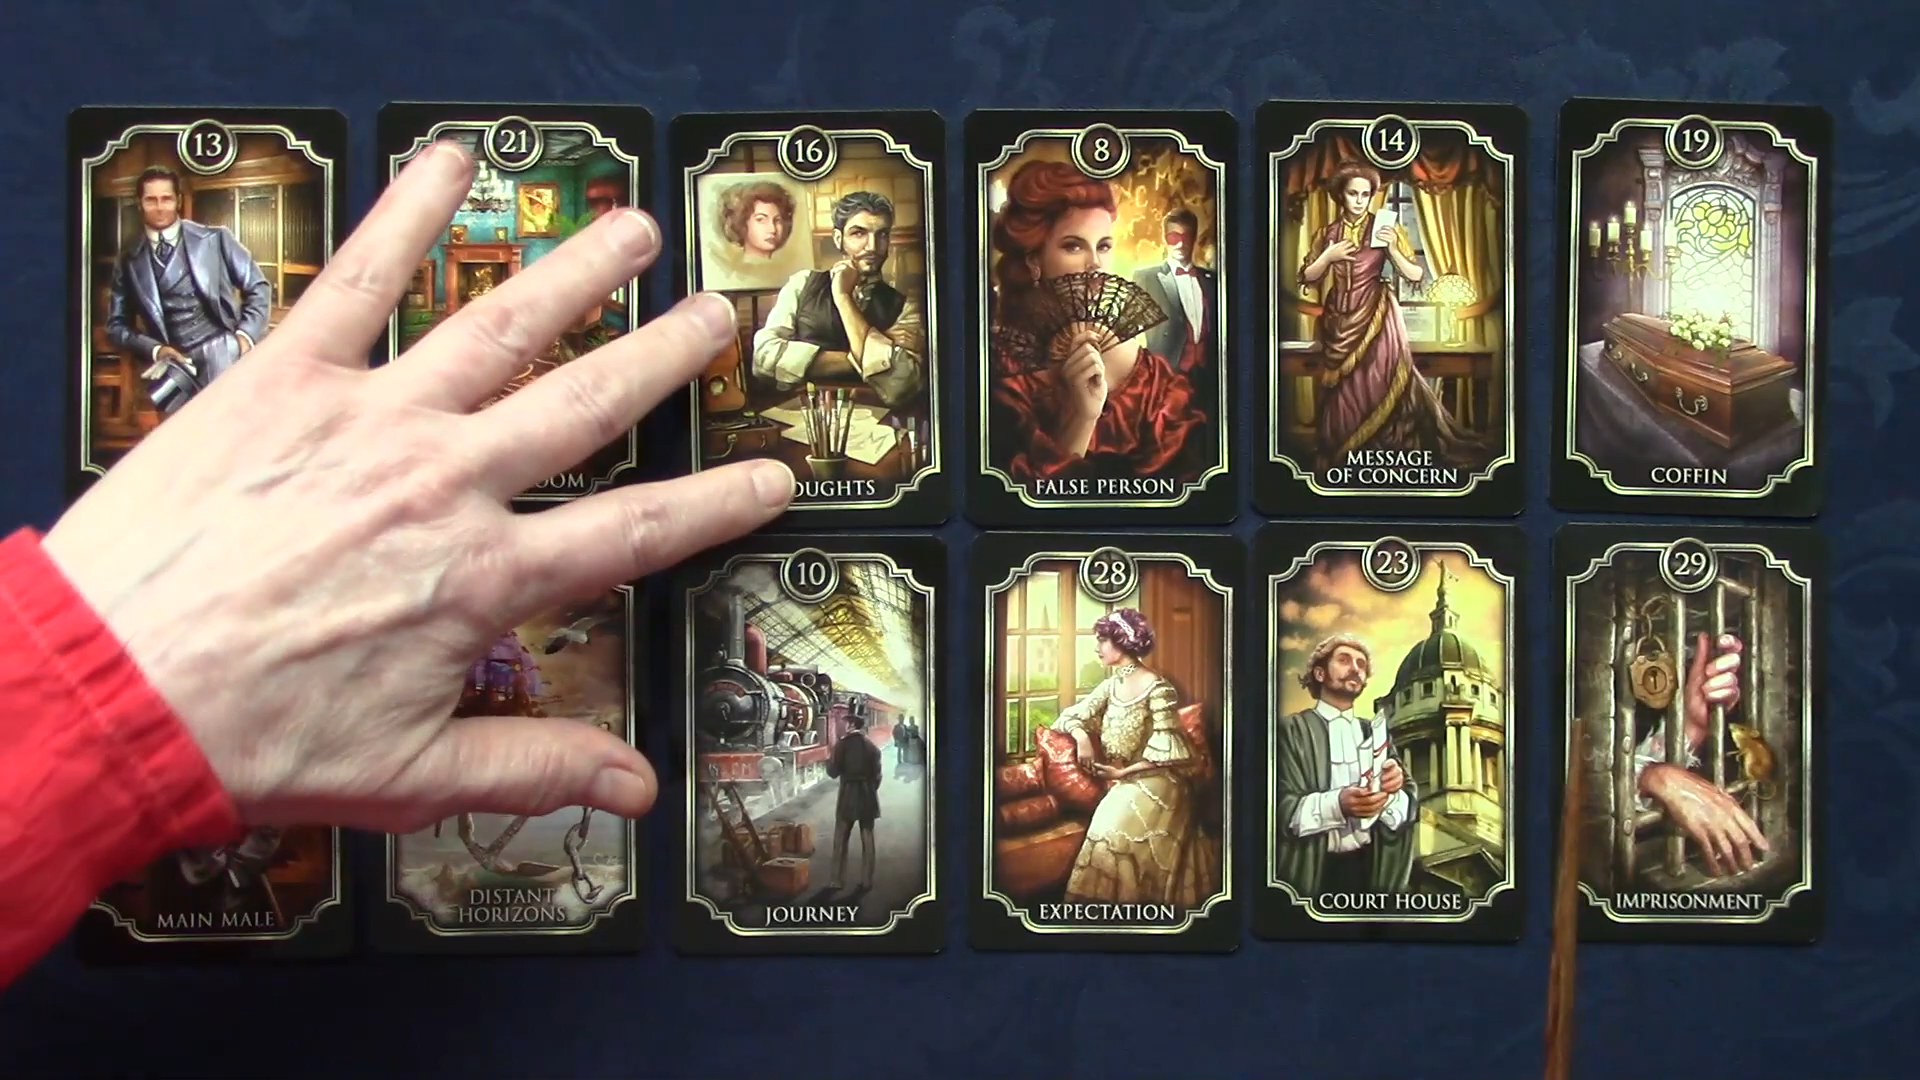 13
21
16
8
14
19
OOM
OUGHTS
FALSE PERSON
MESSAGE
OF CONCERN
COFFIN
10
28
23
29
MAIN MALE
DISTANT
HORIZONS
JOURNEY
EXPECTATION
COURT HOUSE
IMPRISONMENT